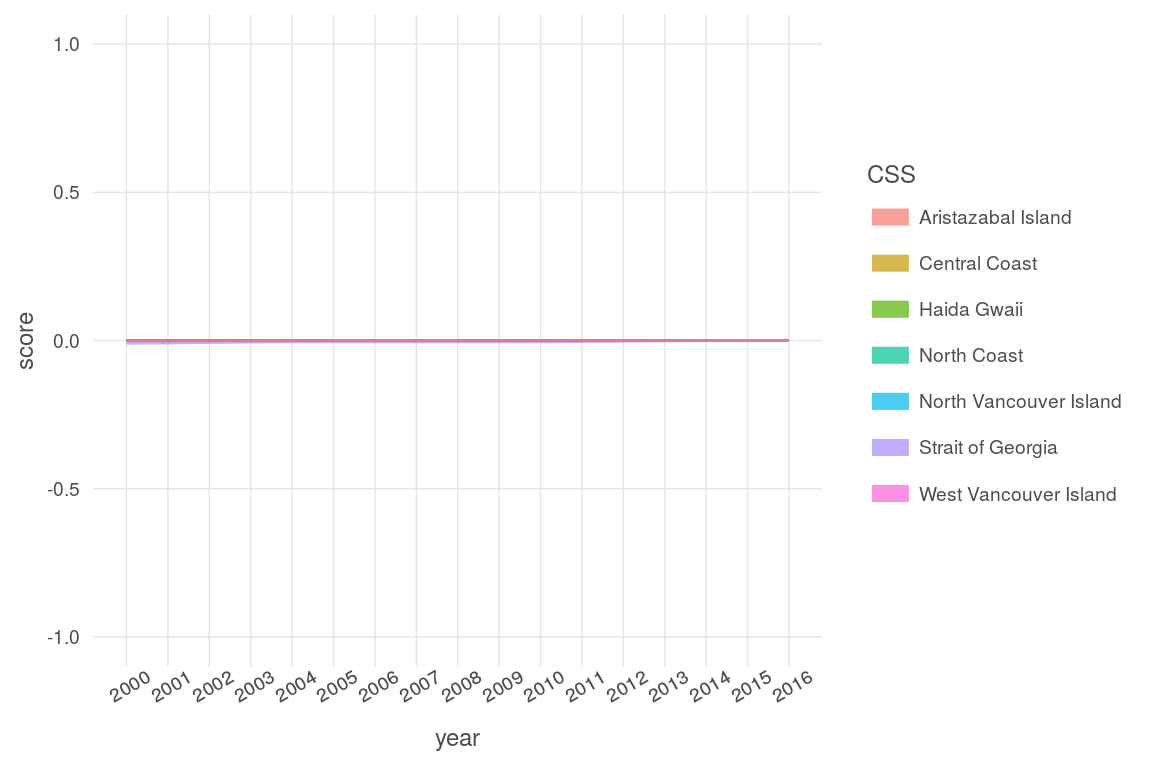 1.0
0.5
0.0
-0.5
-1.0
score
2000 2001 2002 2003 2004 2005 2006 2007 2008 2009 2010 2011 2012 2013 2014 2015 2016
year
CSS
Aristazabal Island
Central Coast
Haida Gwaii
North Coast
North Vancouver Island
Strait of Georgia
West Vancouver Island